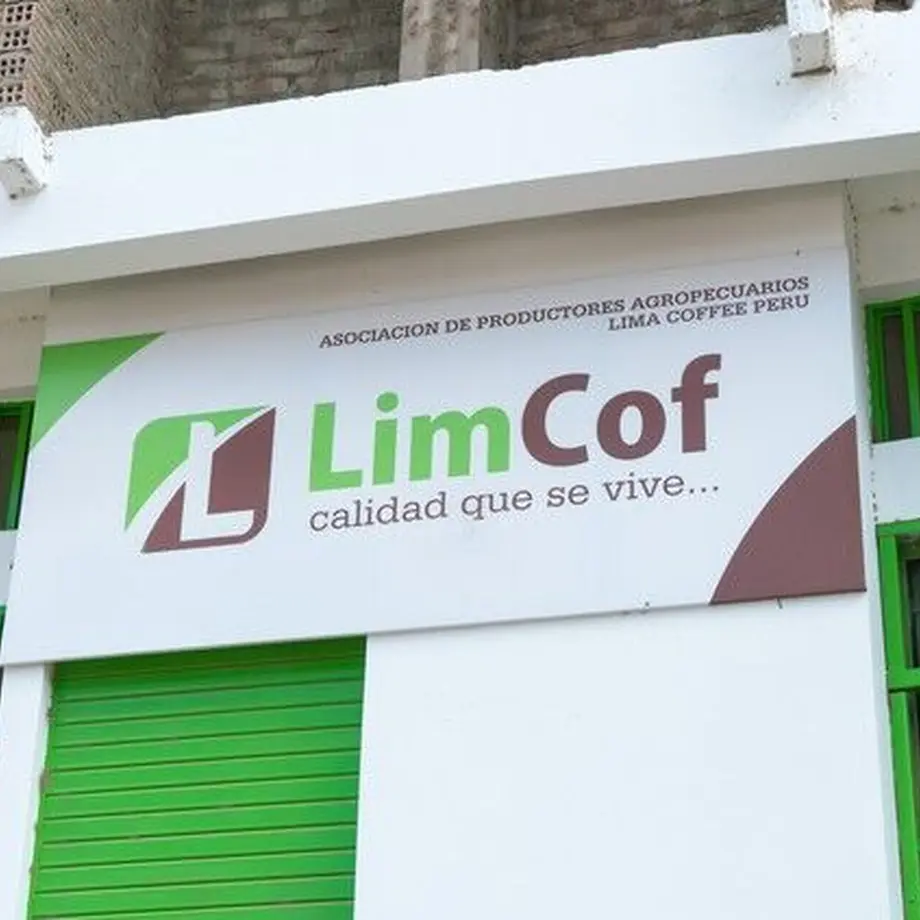 ASOCIACION DE PRODUCTORES AGROPECUARIOS
LIMA COFFEE PERU
L
LimCof
calidad que se vive...